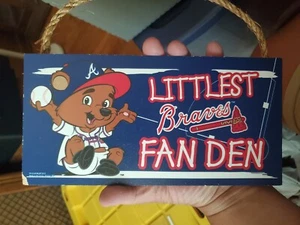 A
LITTLEST
Braves
FAN DEN